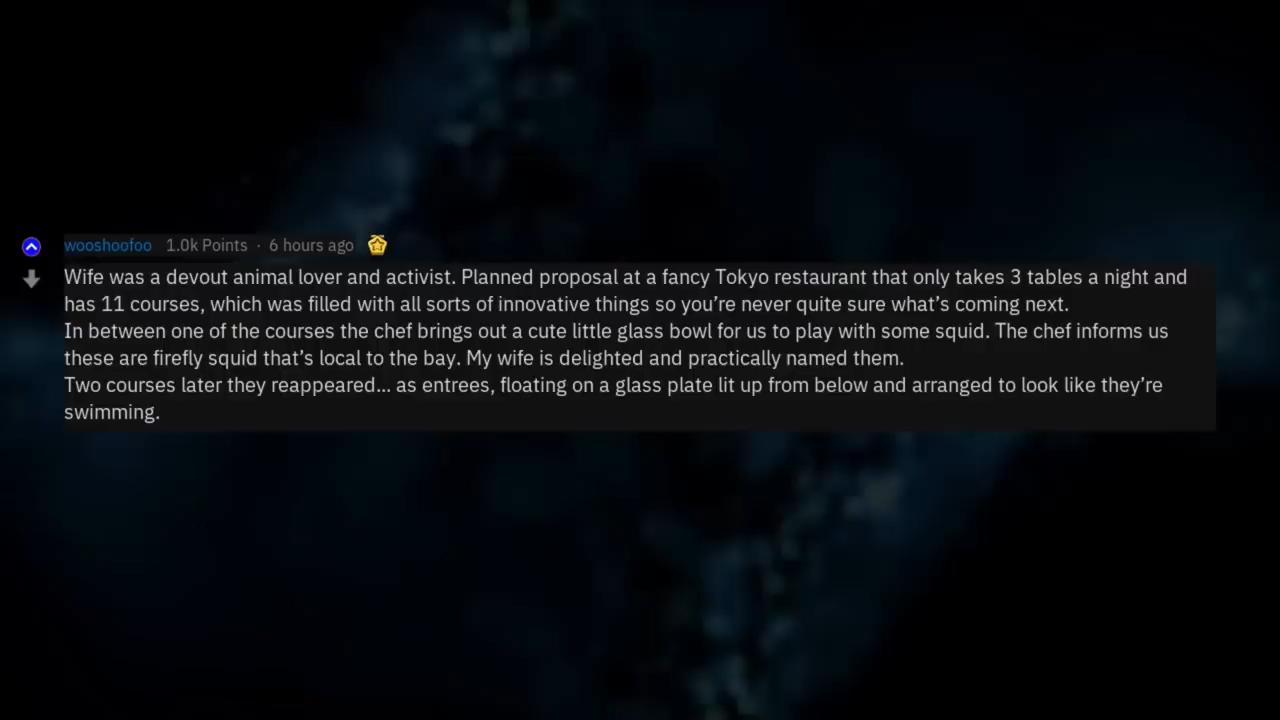 wooshoofoo 1.0k Points · 6 hours ago
Wife was a devout animal lover and activist. Planned proposal at a fancy Tokyo restaurant that only takes 3 tables a night and
has 11 courses, which was filled with all sorts of innovative things so you’re never quite sure what’s coming next.
In between one of the courses the chef brings out a cute little glass bowl for us to play with some squid. The chef informs us
these are firefly squid that’s local to the bay. My wife is delighted and practically named them.
Two courses later they reappeared... as entrees, floating on a glass plate lit up from below and arranged to look like they’re
swimming.